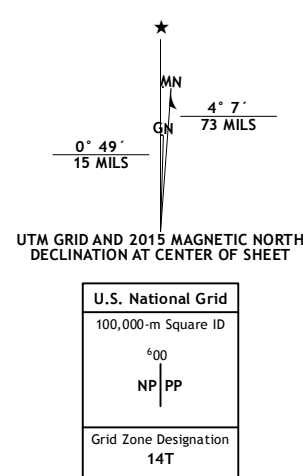 ★
MN
GN
4° 7´
73 MILS
0° 49´
15 MILS
UTM GRID AND 2015 MAGNETIC NORTH
DECLINATION AT CENTER OF SHEET
U.S. National Grid
100,000-m Square ID
⁶00
NP PP
Grid Zone Designation
14T